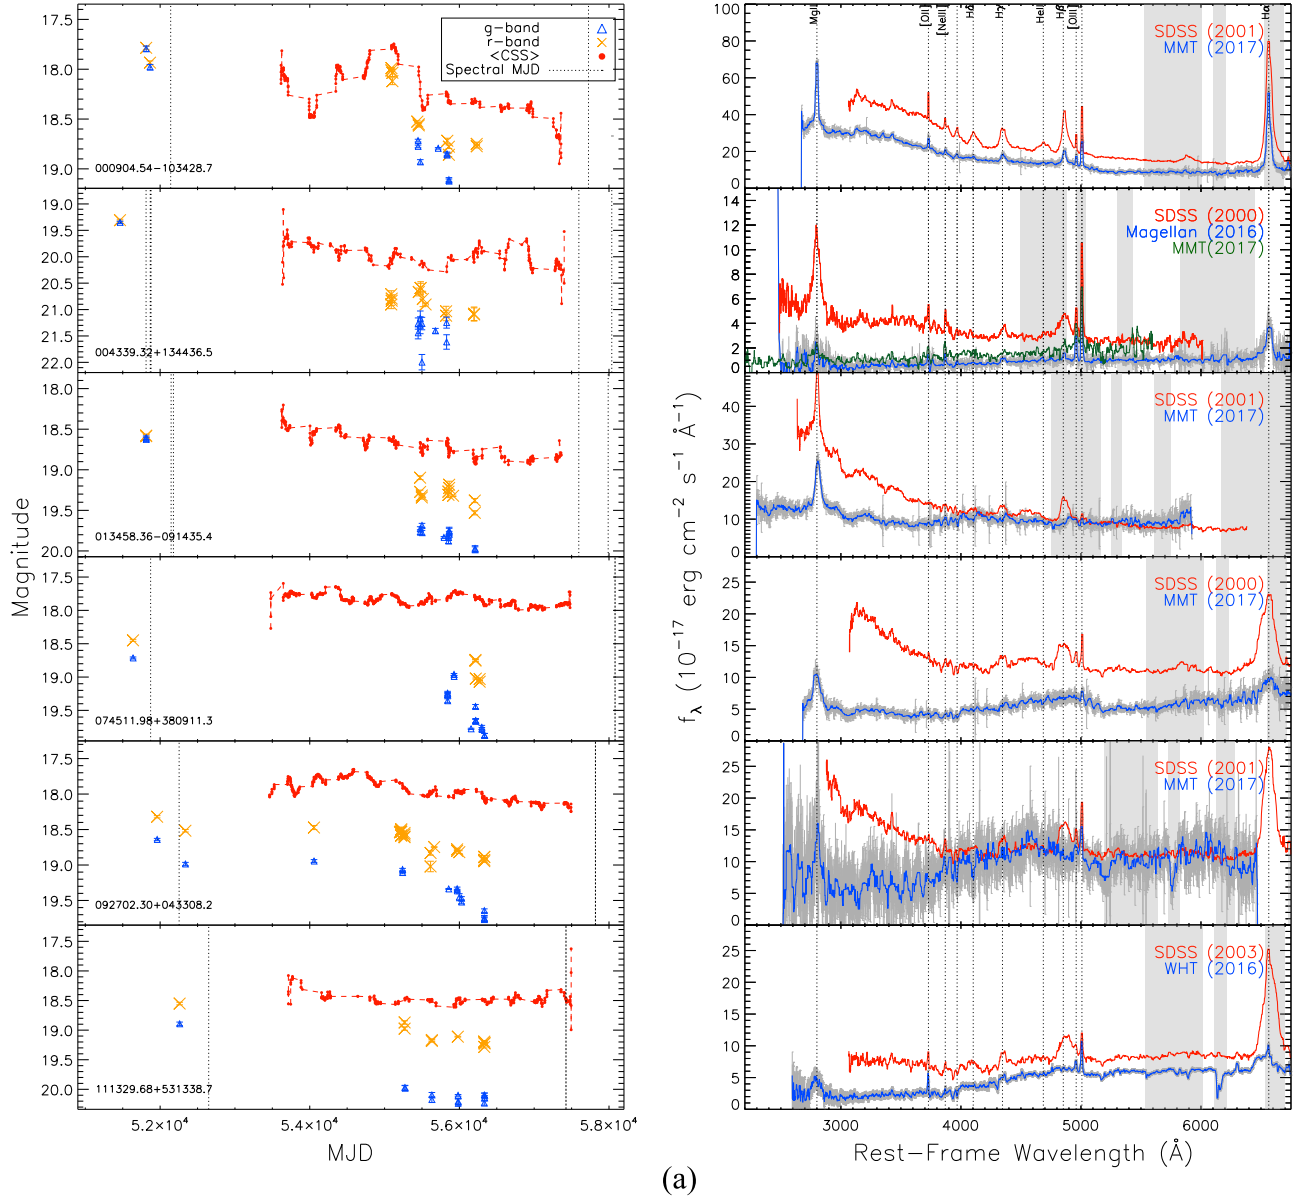 g-band
r-band
<CSS>
Spectral MJD
17.5
18.0
18.5
19.0
000904.54-103428.7
19.0
19.5
20.0
20.5
21.0
21.5
22.0
004339.32+134436.5
18.0
18.5
19.0
19.5
20.0
013458.36-091435.4
17.5
18.0
18.5
19.0
19.5
074511.98+380911.3
17.5
18.0
18.5
19.0
19.5
092702.30+043308.2
17.5
18.0
18.5
19.0
19.5
20.0
111329.68+531338.7
Magnitude
5.2×10⁴
5.4×10⁴
5.6×10⁴
5.8×10⁴
MJD
MgII
[OII]
[NeIII]
Hδ
Hγ
HeII
Hβ
[OIII]
Hα
100
80
60
40
20
0
SDSS (2001)
MMT (2017)
14
12
10
8
6
4
2
0
SDSS (2000)
Magellan (2016)
MMT(2017)
40
30
20
10
0
SDSS (2001)
MMT (2017)
25
20
15
10
5
0
SDSS (2000)
MMT (2017)
25
20
15
10
5
0
SDSS (2001)
MMT (2017)
25
20
15
10
5
0
SDSS (2003)
WHT (2016)
fλ (10⁻¹⁷ erg cm⁻² s⁻¹ Å⁻¹)
3000
4000
5000
6000
Rest-Frame Wavelength (Å)
(a)